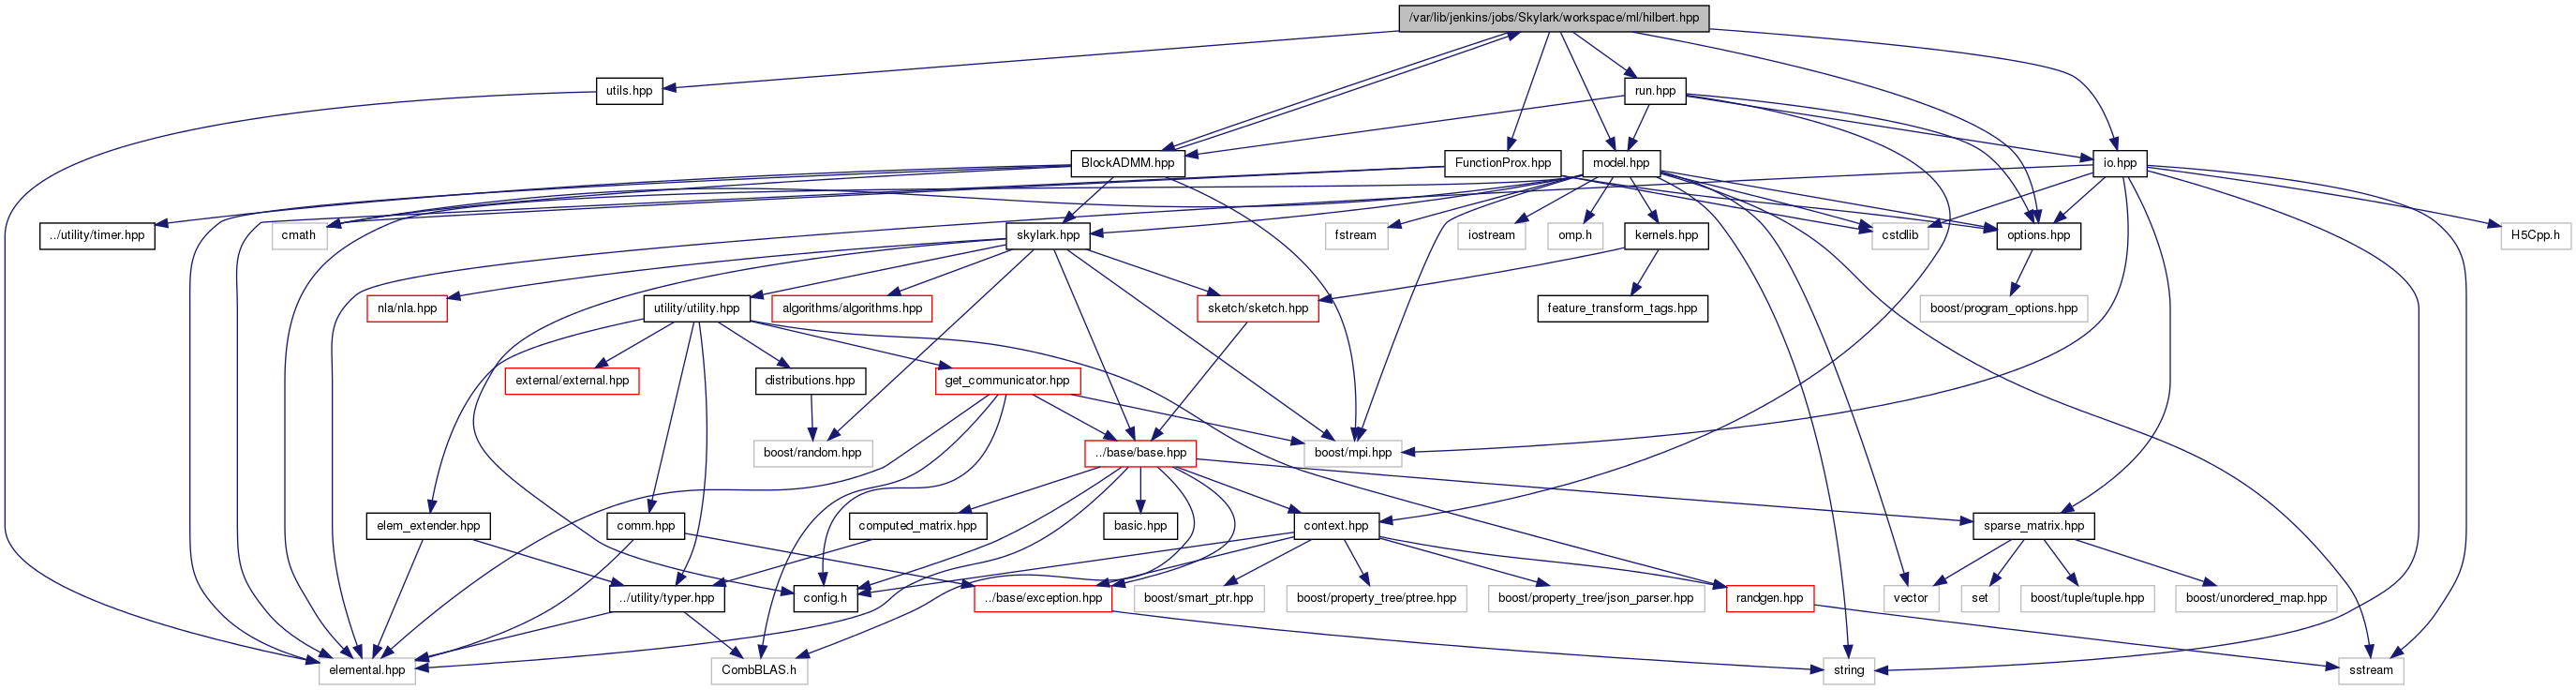 /var/lib/jenkins/jobs/Skylark/workspace/ml/hilbert.hpp
utils.hpp
run.hpp
BlockADMM.hpp
FunctionProx.hpp
model.hpp
io.hpp
../utility/timer.hpp
cmath
skylark.hpp
fstream
iostream
omp.h
kernels.hpp
cstdlib
options.hpp
H5Cpp.h
nla/nla.hpp
utility/utility.hpp
algorithms/algorithms.hpp
sketch/sketch.hpp
feature_transform_tags.hpp
boost/program_options.hpp
external/external.hpp
distributions.hpp
get_communicator.hpp
boost/random.hpp
../base/base.hpp
boost/mpi.hpp
elem_extender.hpp
comm.hpp
computed_matrix.hpp
basic.hpp
context.hpp
sparse_matrix.hpp
../utility/typer.hpp
config.h
../base/exception.hpp
boost/smart_ptr.hpp
boost/property_tree/ptree.hpp
boost/property_tree/json_parser.hpp
randgen.hpp
vector
set
boost/tuple/tuple.hpp
boost/unordered_map.hpp
elemental.hpp
CombBLAS.h
string
sstream